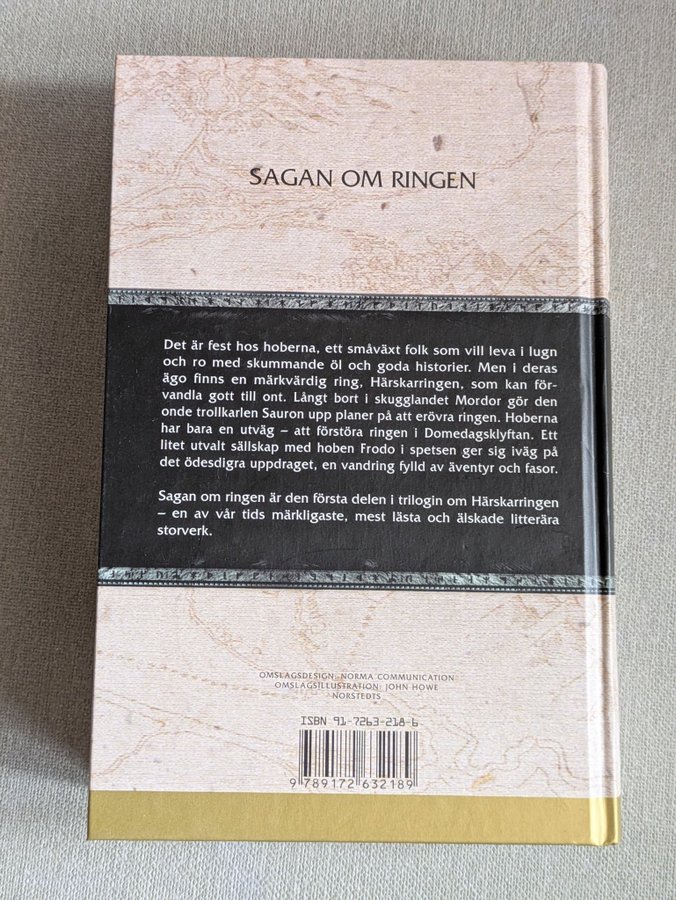 SAGAN OM RINGEN
Det är fest hos hoberna, ett småväxt folk som vill leva i lugn
och ro med skummande öl och goda historier. Men i deras
ägo finns en märkvärdig ring, Härskarringen, som kan för-
vandla gott till ont. Långt bort i skugglandet Mordor gör den
onde trollkarlen Sauron upp planer på att erövra ringen. Hoberna
har bara en utväg – att förstöra ringen i Domedagsklyftan. Ett
litet utvalt sällskap med hoben Frodo i spetsen ger sig iväg på
det ödesdigra uppdraget, en vandring fylld av äventyr och fasor.
Sagan om ringen är den första delen i trilogin om Härskarringen
– en av vår tids märkligaste, mest lästa och älskade litterära
storverk.
OMSLAGSDESIGN: NORMA COMMUNICATION
OMSLAGSILLUSTRATION: JOHN HOWE
NORSTEDTS
ISBN 91-7263-218-6
9 789172 632189